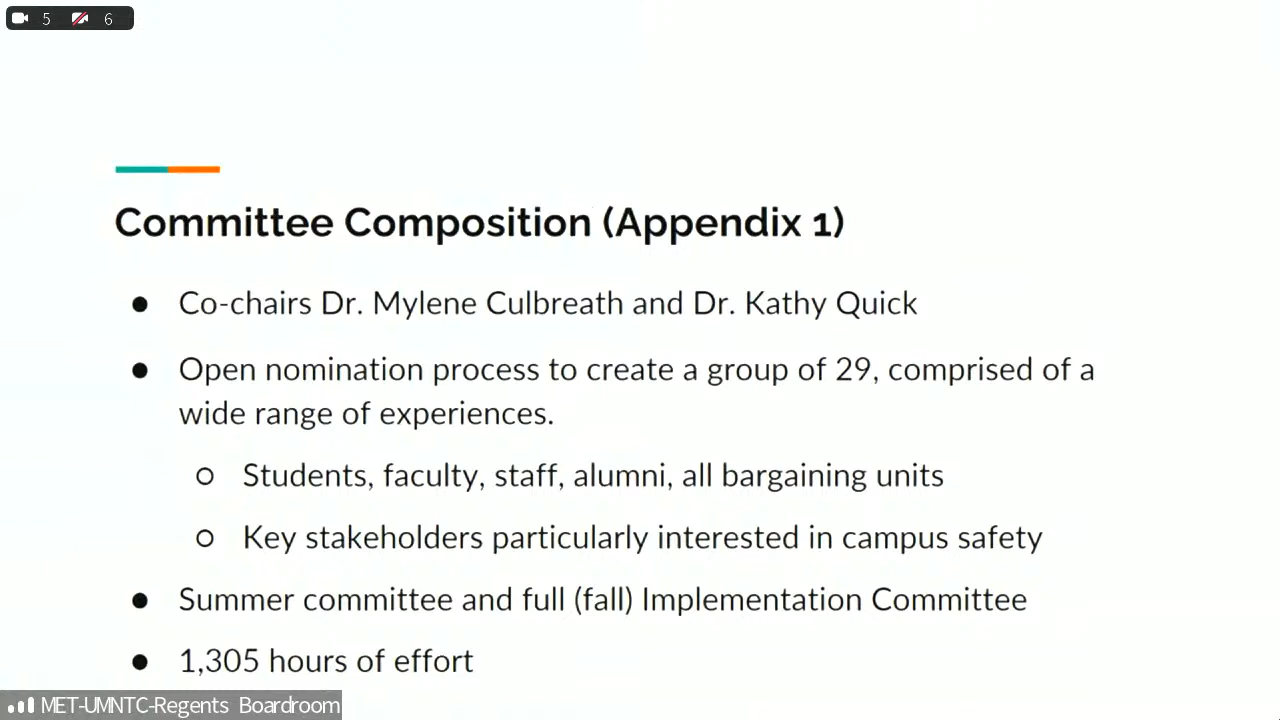 5 6
Committee Composition (Appendix 1)
● Co-chairs Dr. Mylene Culbreath and Dr. Kathy Quick
● Open nomination process to create a group of 29, comprised of a
wide range of experiences.
○ Students, faculty, staff, alumni, all bargaining units
○ Key stakeholders particularly interested in campus safety
● Summer committee and full (fall) Implementation Committee
● 1,305 hours of effort
MET-UMNTC-Regents Boardroom